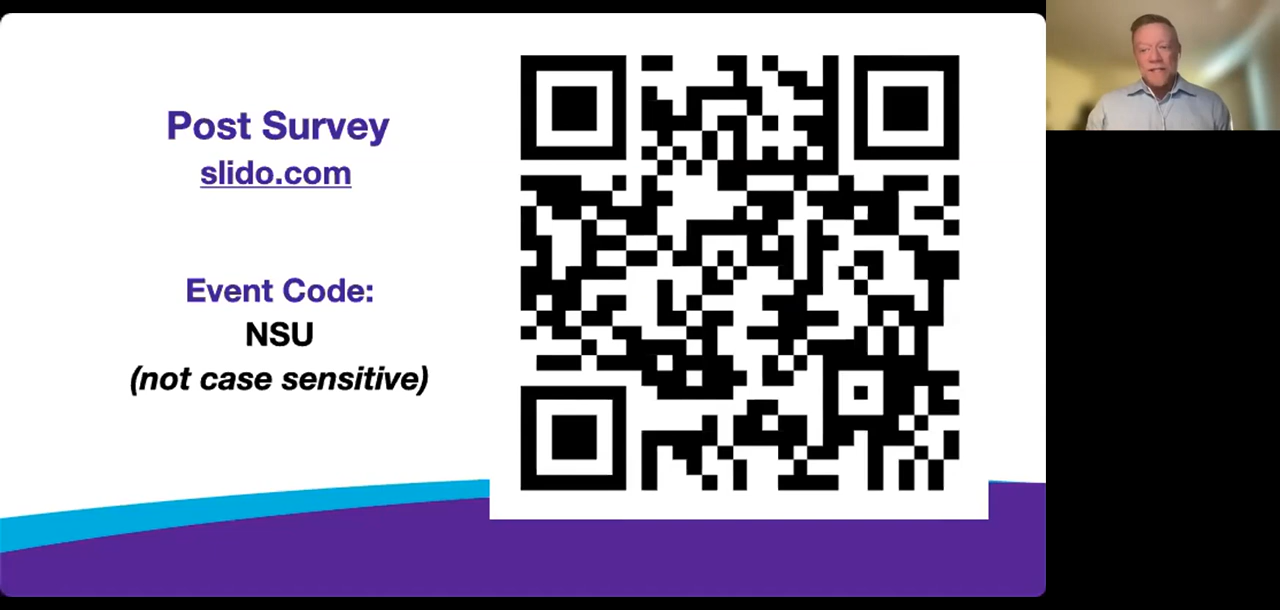 Post Survey
slido.com
Event Code:
NSU
(not case sensitive)